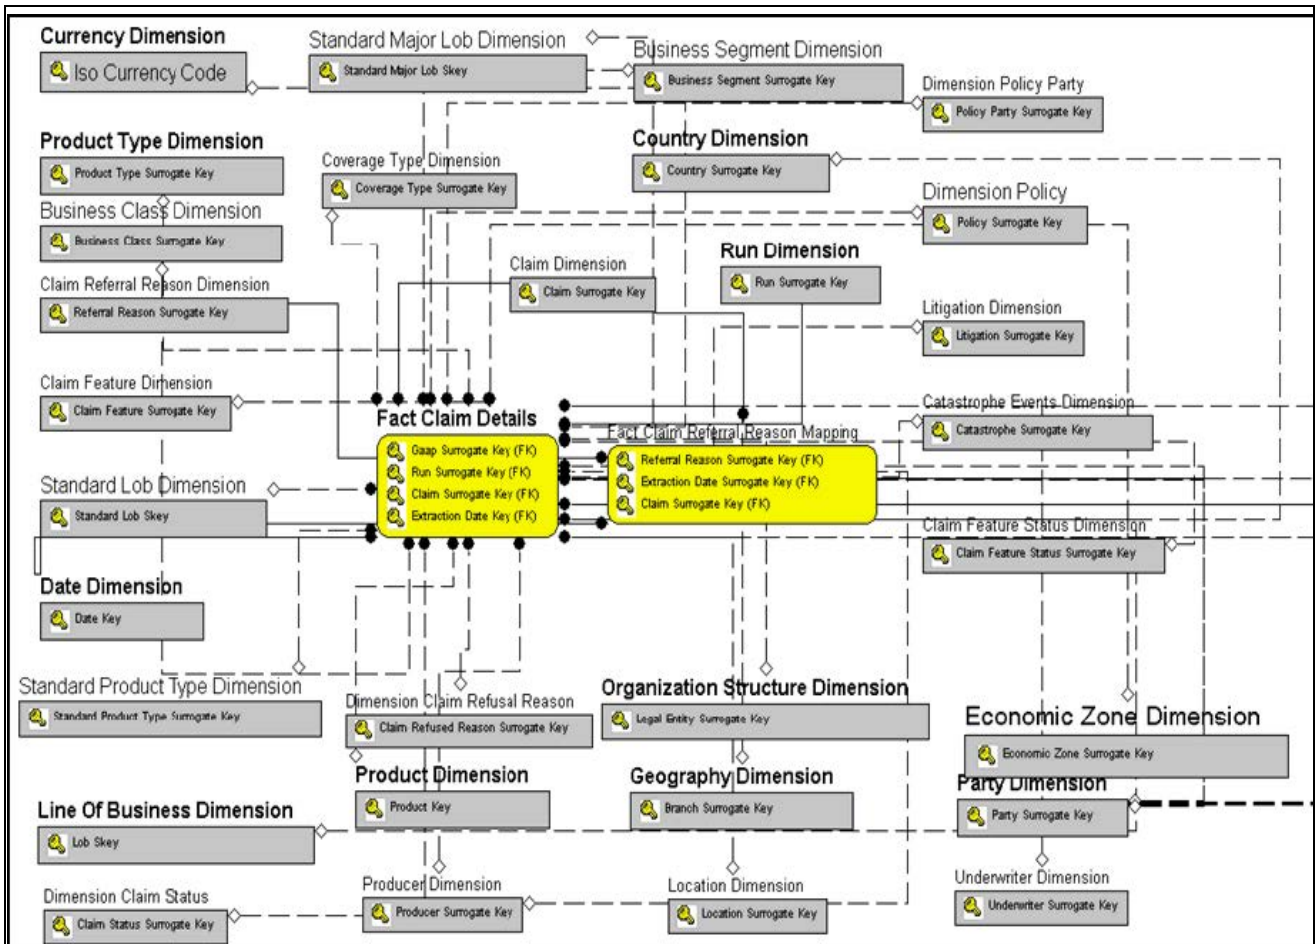 Currency Dimension
Iso Currency Code
Standard Major Lob Dimension
Standard Major Lob Skey
Business Segment Dimension
Business Segment Surrogate Key
Dimension Policy Party
Policy Party Surrogate Key
Product Type Dimension
Product Type Surrogate Key
Coverage Type Dimension
Coverage Type Surrogate Key
Country Dimension
Country Surrogate Key
Dimension Policy
Policy Surrogate Key
Business Class Dimension
Business Class Surrogate Key
Claim Dimension
Claim Surrogate Key
Run Dimension
Run Surrogate Key
Claim Referral Reason Dimension
Referral Reason Surrogate Key
Litigation Dimension
Litigation Surrogate Key
Claim Feature Dimension
Claim Feature Surrogate Key
Fact Claim Details
Gaap Surrogate Key (FK)
Run Surrogate Key (FK)
Claim Surrogate Key (FK)
Extraction Date Key (FK)
Fact Claim Referral Reason Mapping
Referral Reason Surrogate Key (FK)
Extraction Date Surrogate Key (FK)
Claim Surrogate Key (FK)
Catastrophe Events Dimension
Catastrophe Surrogate Key
Standard Lob Dimension
Standard Lob Skey
Claim Feature Status Dimension
Claim Feature Status Surrogate Key
Date Dimension
Date Key
Standard Product Type Dimension
Standard Product Type Surrogate Key
Dimension Claim Refusal Reason
Claim Refused Reason Surrogate Key
Organization Structure Dimension
Legal Entity Surrogate Key
Economic Zone Dimension
Economic Zone Surrogate Key
Product Dimension
Product Key
Geography Dimension
Branch Surrogate Key
Party Dimension
Party Surrogate Key
Line Of Business Dimension
Lob Skey
Dimension Claim Status
Claim Status Surrogate Key
Producer Dimension
Producer Surrogate Key
Location Dimension
Location Surrogate Key
Underwriter Dimension
Underwriter Surrogate Key